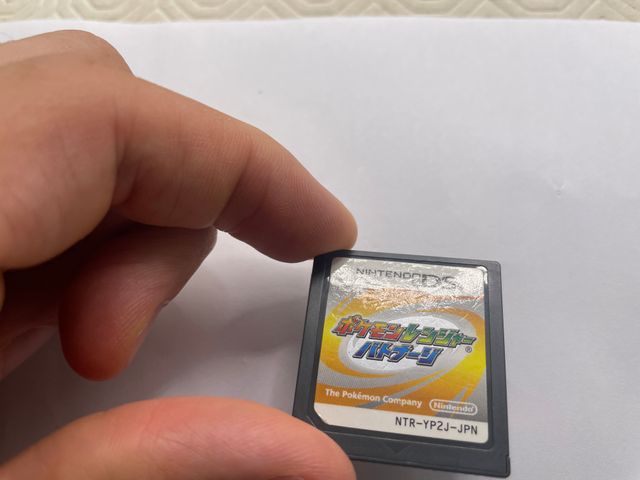 NINTENDO DS
ポケモンレンジャー®
バトナージ
The Pokémon Company
Nintendo
NTR-YP2J-JPN